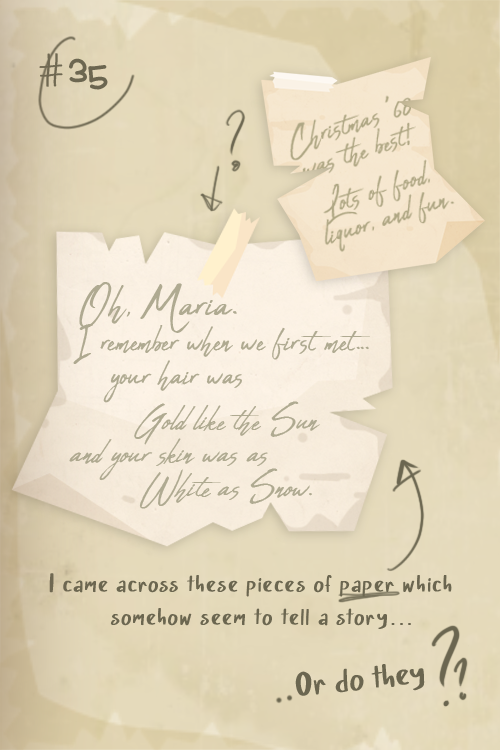 #35
?
Christmas '60
was the best!
Lots of food,
liquor, and fun.
Oh, Maria.
I remember when we first met...
your hair was
Gold like the Sun
and your skin was as
White as Snow.
I came across these pieces of paper which
somehow seem to tell a story...
..Or do they??